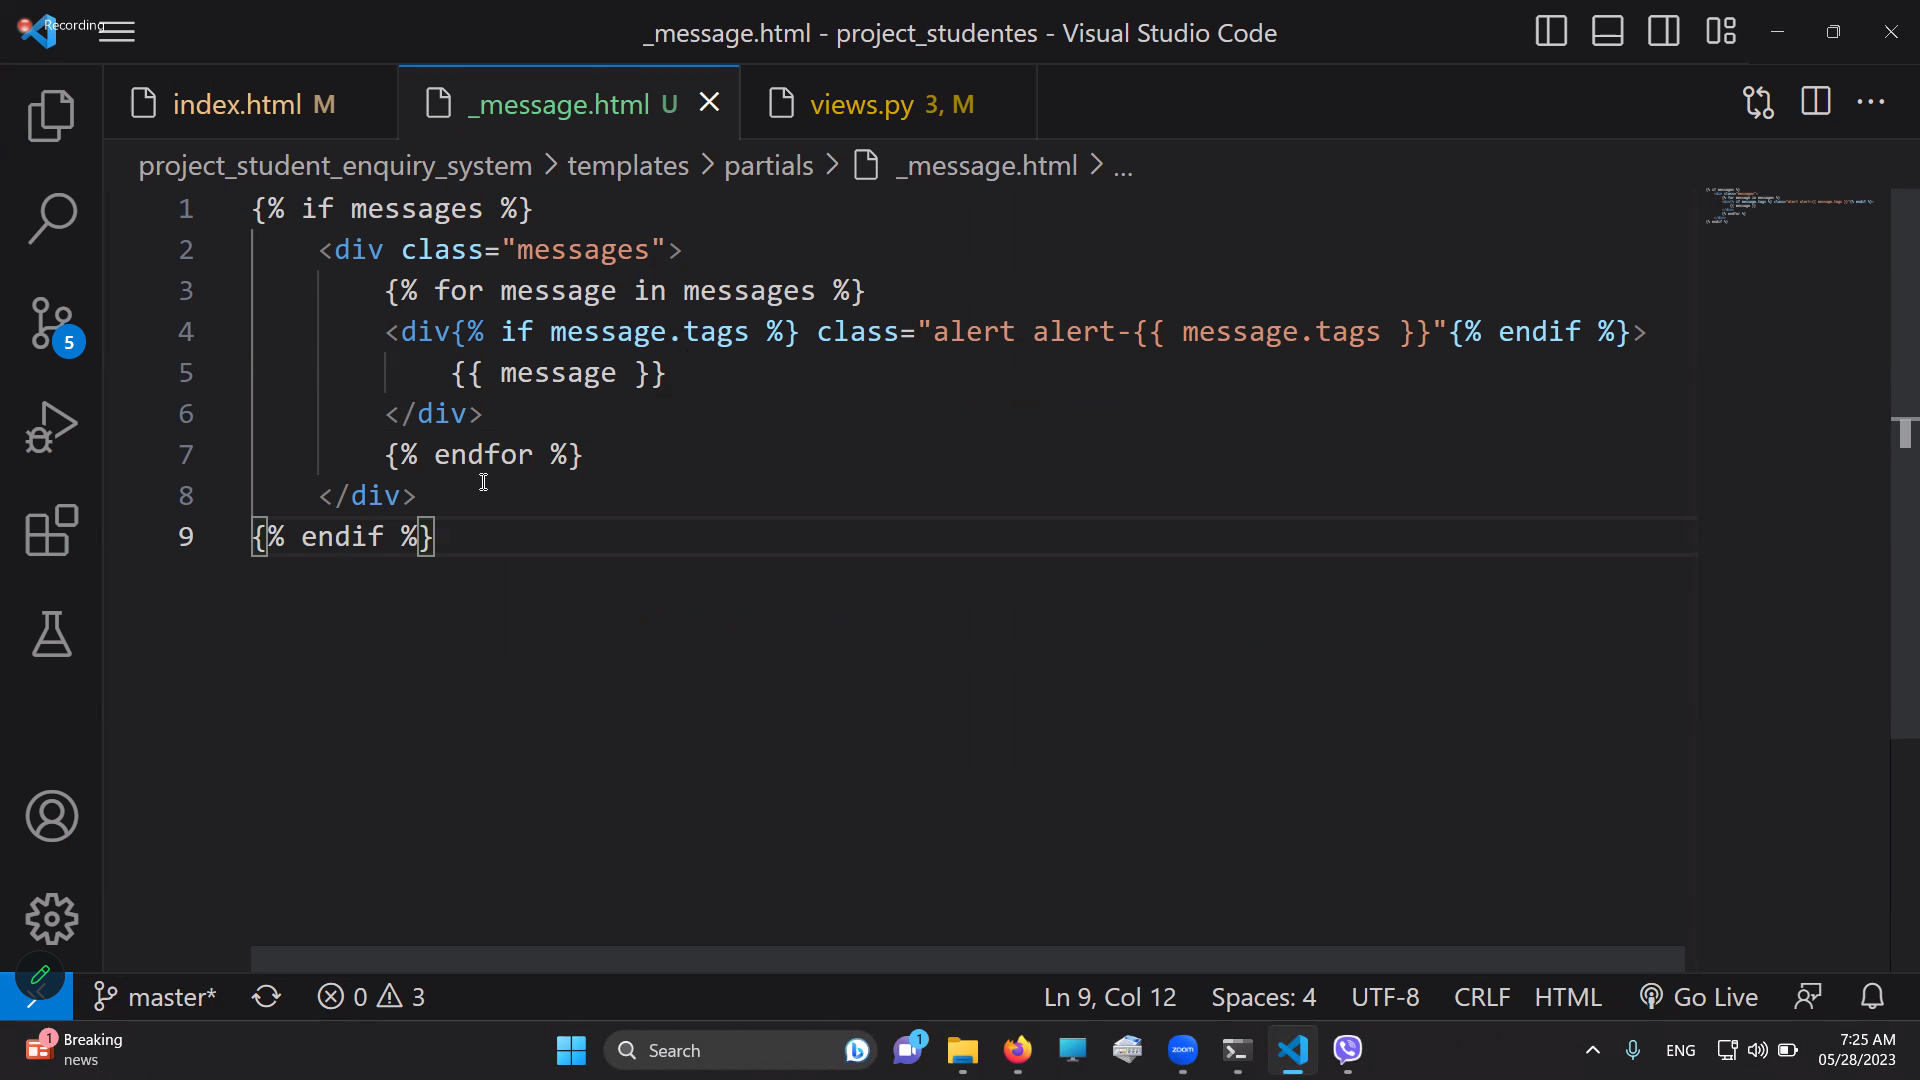 Recording
_message.html - project_studentes - Visual Studio Code
index.html M
_message.html U
views.py 3, M
project_student_enquiry_system > templates > partials > _message.html > ...
1 {% if messages %}
2 <div class="messages">
3 {% for message in messages %}
4 <div{% if message.tags %} class="alert alert-{{ message.tags }}"{% endif %}>
5 {{ message }}
6 </div>
7 {% endfor %}
8 </div>
9 {% endif %}
5
master* 0 3
Ln 9, Col 12 Spaces: 4 UTF-8 CRLF HTML Go Live
1 Breaking
news
Search
1
zoom
ENG
7:25 AM
05/28/2023